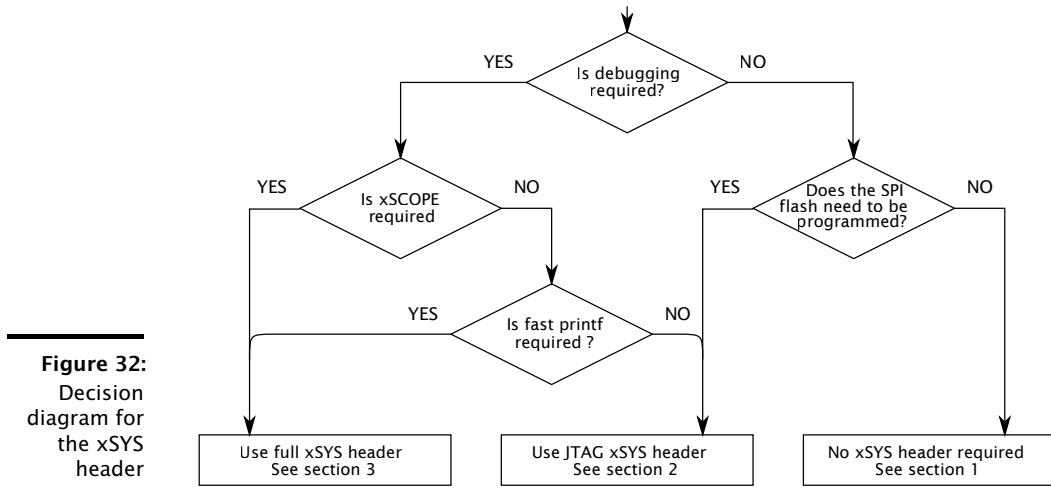 Is debugging
required?
YES
NO
Is xSCOPE
required
YES
NO
Does the SPI
flash need to be
programmed?
YES
NO
Is fast printf
required ?
YES
NO
Use full xSYS header
See section 3
Use JTAG xSYS header
See section 2
No xSYS header required
See section 1
Figure 32:
Decision
diagram for
the xSYS
header